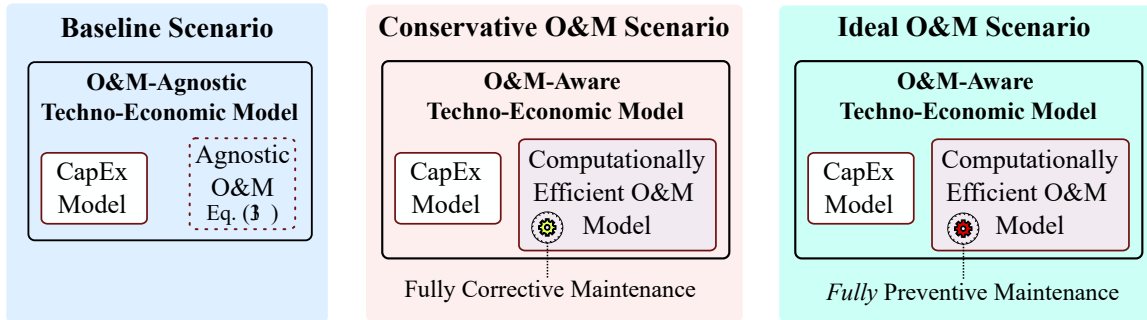 Baseline Scenario
O&M-Agnostic
Techno-Economic Model
CapEx
Model
Agnostic
O&M
Eq. ( )
Conservative O&M Scenario
O&M-Aware
Techno-Economic Model
CapEx
Model
Computationally
Efficient O&M
Model
Fully Corrective Maintenance
Ideal O&M Scenario
O&M-Aware
Techno-Economic Model
CapEx
Model
Computationally
Efficient O&M
Model
Fully Preventive Maintenance